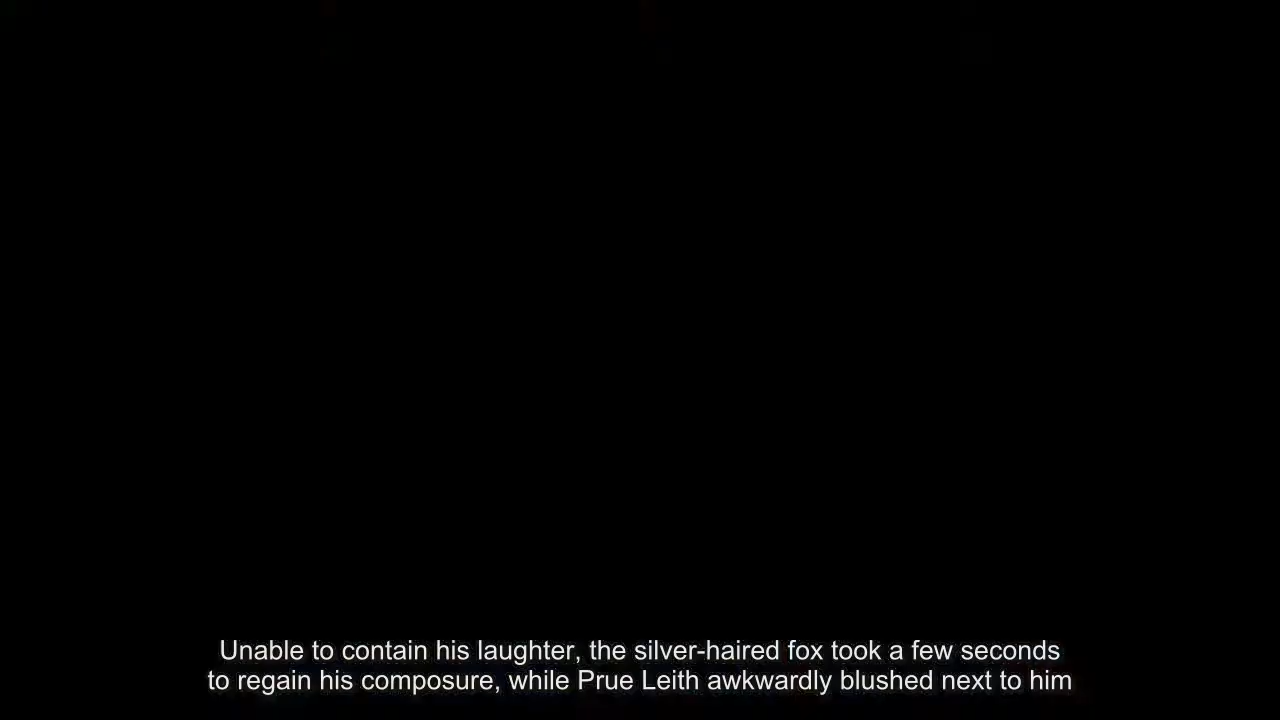 Unable to contain his laughter, the silver-haired fox took a few seconds
to regain his composure, while Prue Leith awkwardly blushed next to him